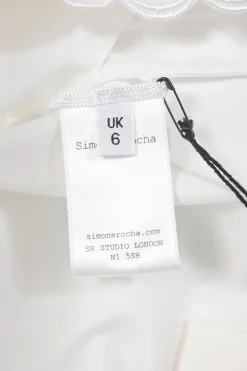 UK
6
Simone rocha
simonerocha.com
SR STUDIO LONDON
N1 5SB